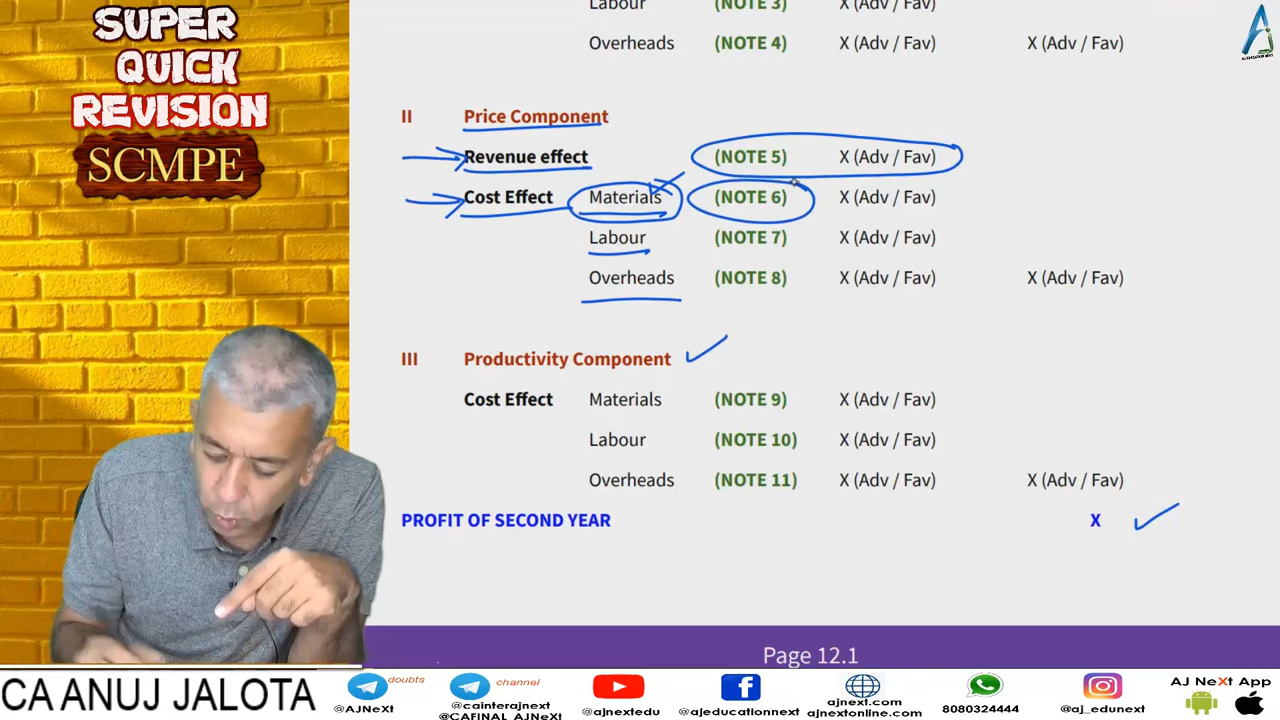 SUPER
QUICK
REVISION
SCMPE
Labour (NOTE 3) X (Adv / Fav)
Overheads (NOTE 4) X (Adv / Fav) X (Adv / Fav)
II Price Component
Revenue effect (NOTE 5) X (Adv / Fav)
Cost Effect Materials (NOTE 6) X (Adv / Fav)
Labour (NOTE 7) X (Adv / Fav)
Overheads (NOTE 8) X (Adv / Fav) X (Adv / Fav)
III Productivity Component
Cost Effect Materials (NOTE 9) X (Adv / Fav)
Labour (NOTE 10) X (Adv / Fav)
Overheads (NOTE 11) X (Adv / Fav) X (Adv / Fav)
PROFIT OF SECOND YEAR X
Page 12.1
CA ANUJ JALOTA
doubts
@AJNeXt
channel
@cainterajnext
@CAFINAL_AJNeXt
@ajnextedu
@ajeducationnext
ajnext.com
ajnextonline.com
8080324444
@aj_edunext
AJ NeXt App